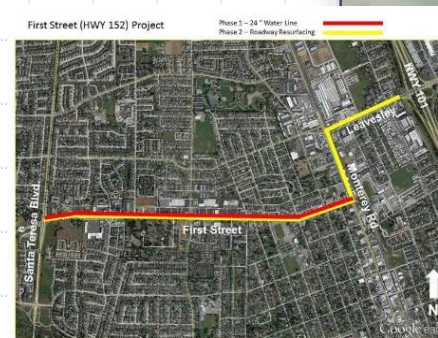 First Street (HWY 152) Project
Phase 1 – 24 " Water Line
Phase 2 – Roadway Resurfacing
HWY 101
Leavesley
Monterey Rd
Santa Teresa Blvd.
First Street
N
Google earth